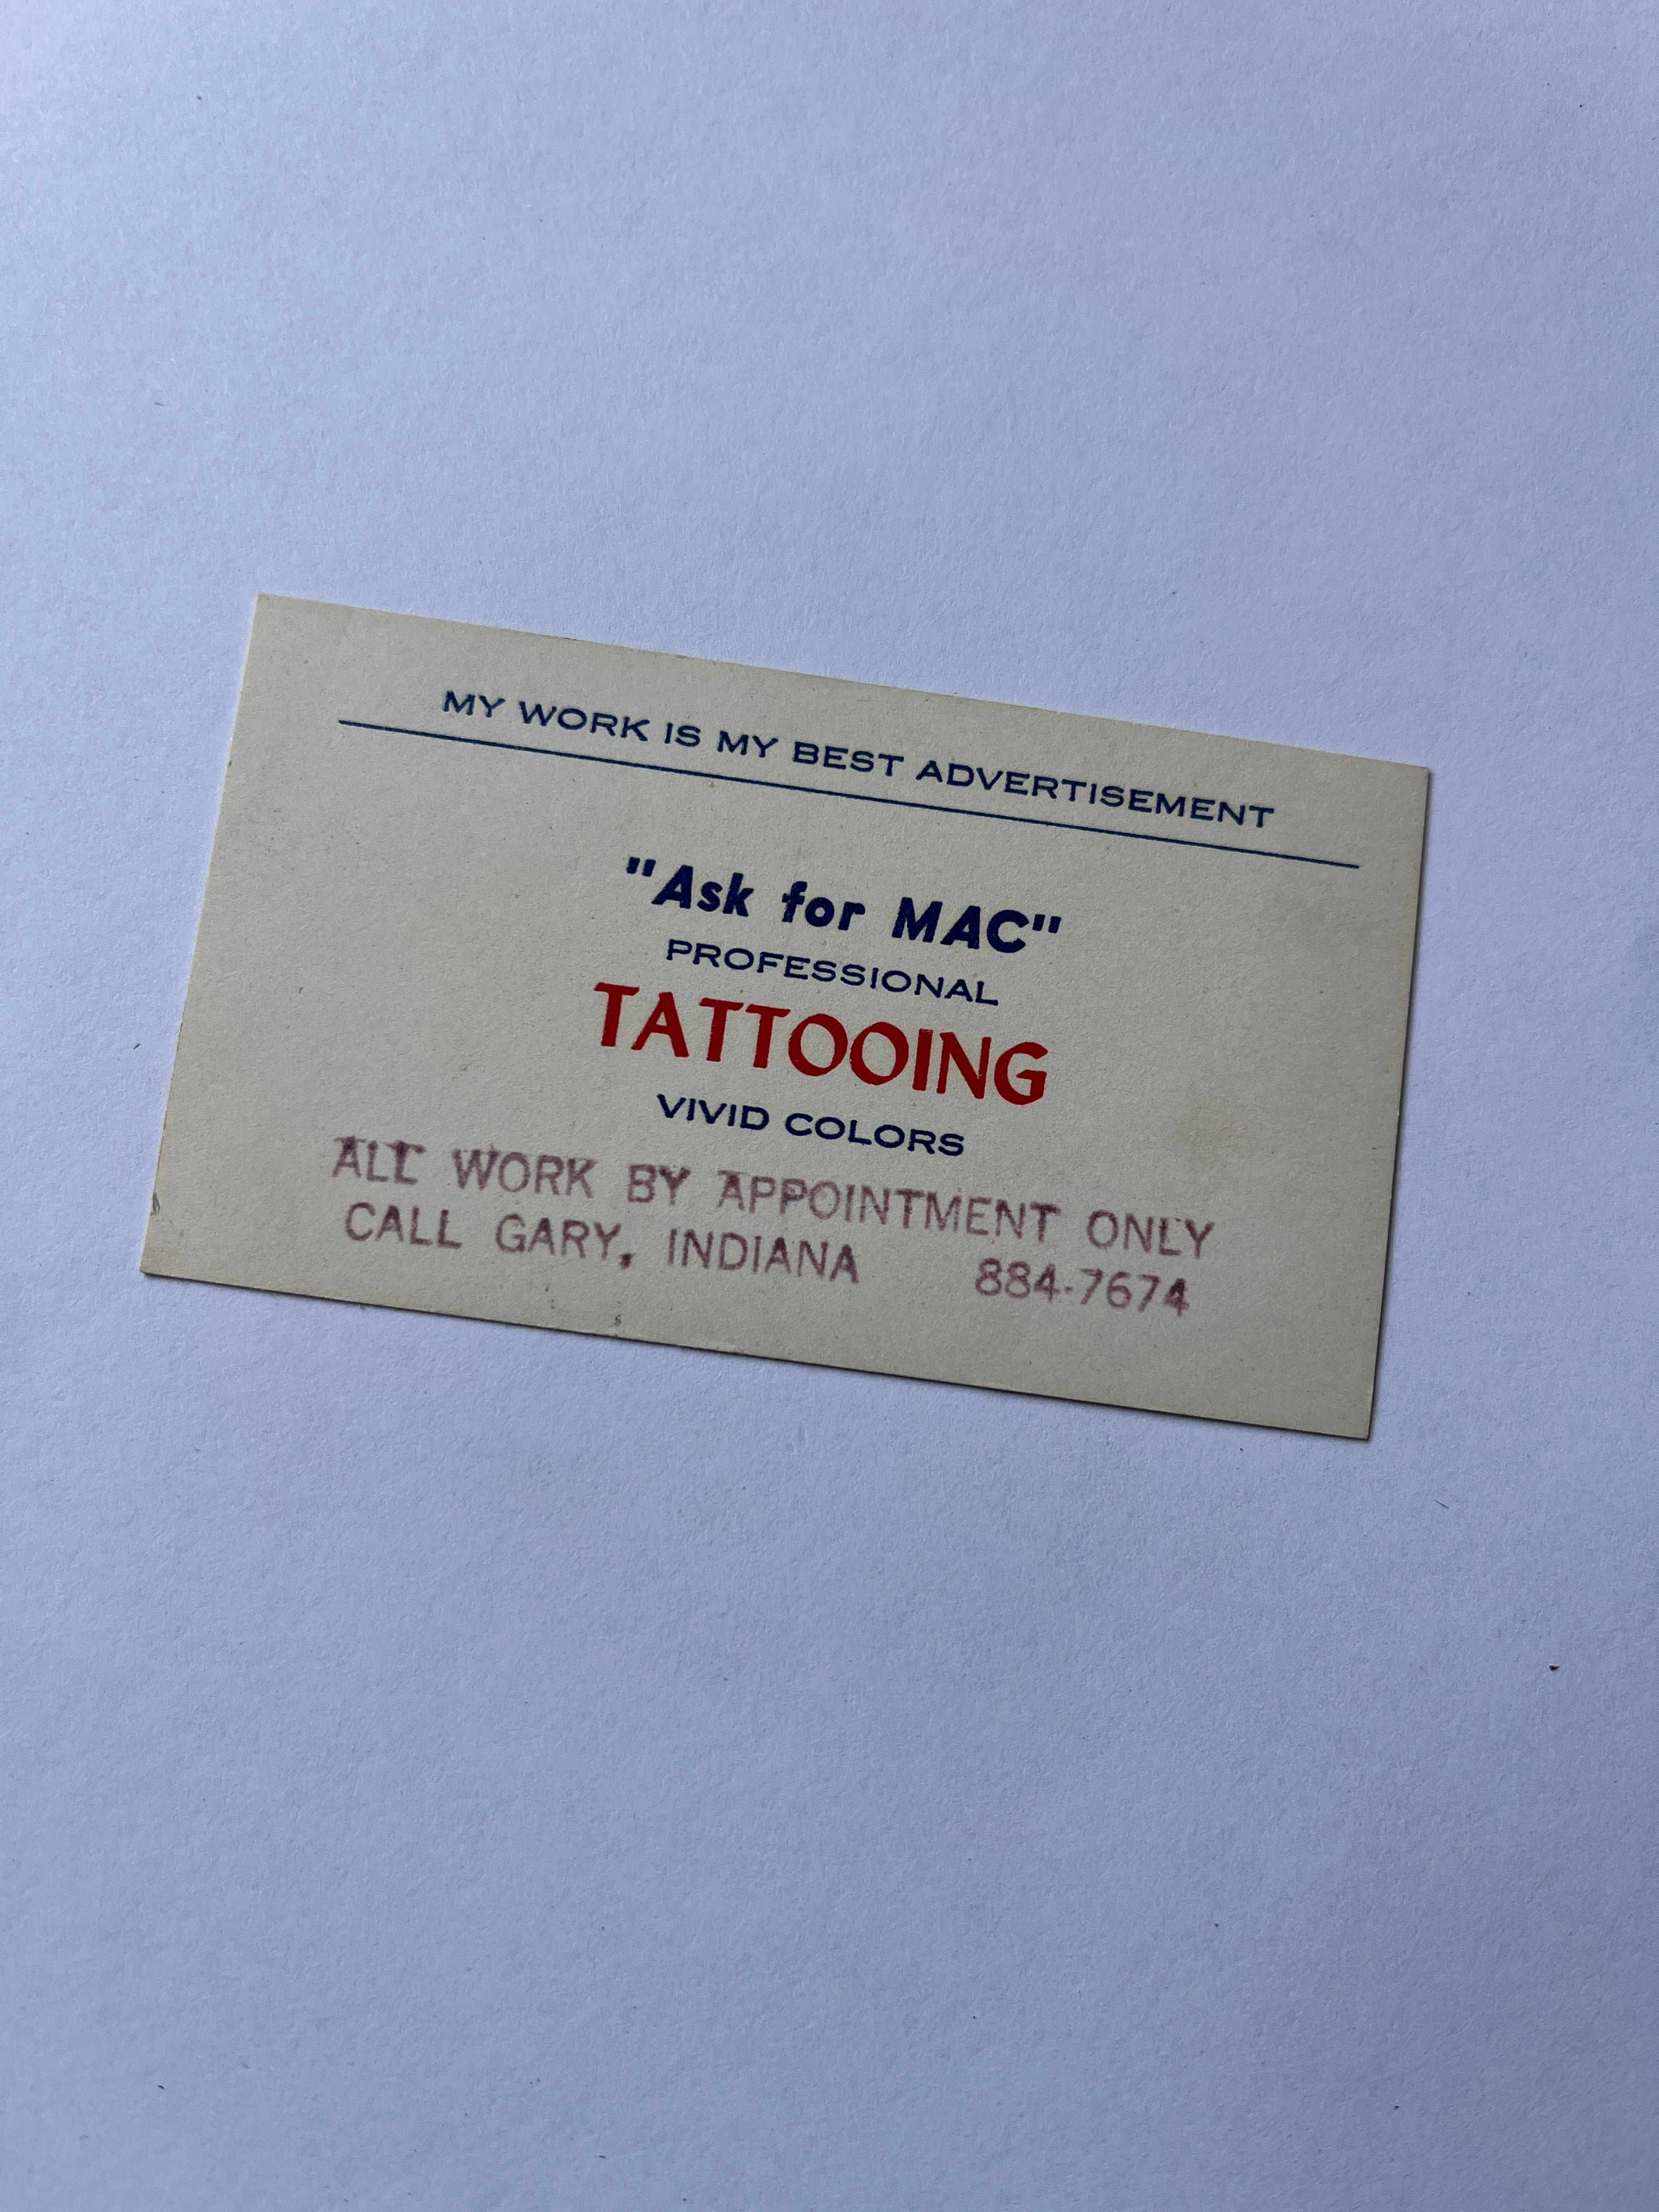 MY WORK IS MY BEST ADVERTISEMENT
"Ask for MAC"
PROFESSIONAL
TATTOOING
VIVID COLORS
ALL WORK BY APPOINTMENT ONLY
CALL GARY, INDIANA 884-7674